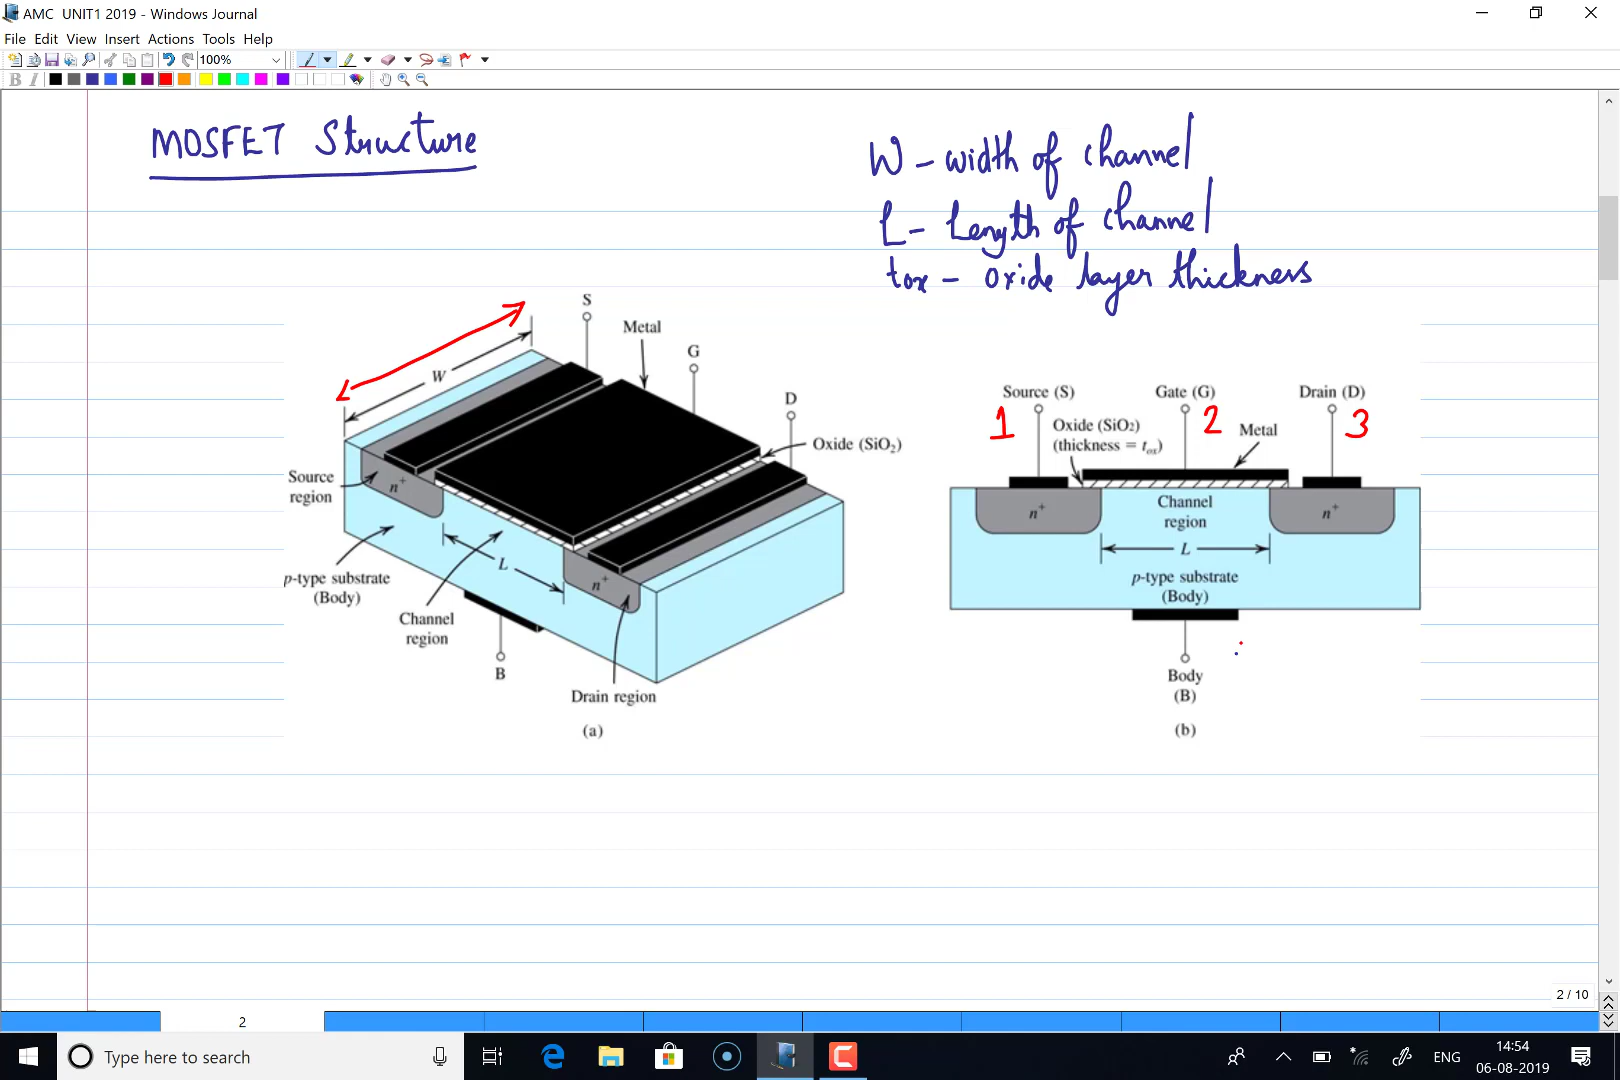 AMC UNIT1 2019 - Windows Journal
File Edit View Insert Actions Tools Help
100%
B I
MOSFET Structure
W - width of channel
L - Length of channel
tox - oxide layer thickness
S
Metal
G
W
D
Oxide (SiO₂)
Source
region
n⁺
L
n⁺
p-type substrate
(Body)
Channel
region
B
Drain region
(a)
Source (S)
Gate (G)
Drain (D)
1
2
3
Oxide (SiO₂)
(thickness = tₒₓ)
Metal
n⁺
Channel
region
n⁺
L
p-type substrate
(Body)
Body
(B)
(b)
2 / 10
2
Type here to search
ENG
14:54
06-08-2019